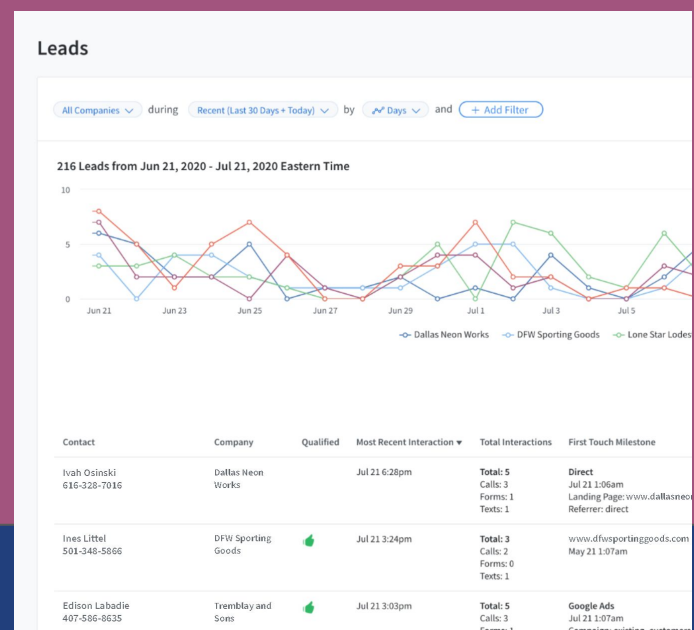 Leads
All Companies during Recent (Last 30 Days + Today) by Days and + Add Filter
216 Leads from Jun 21, 2020 - Jul 21, 2020 Eastern Time
10
5
0
Jun 21 Jun 23 Jun 25 Jun 27 Jun 29 Jul 1 Jul 3 Jul 5
Dallas Neon Works DFW Sporting Goods Lone Star Lodes
Contact Company Qualified Most Recent Interaction Total Interactions First Touch Milestone
Ivah Osinski Dallas Neon Jul 21 6:28pm Total: 5 Direct
616-328-7016 Works Calls: 3 Jul 21 1:06am
Forms: 1 Landing Page: www.dallasneon
Texts: 1 Referrer: direct
Ines Littel DFW Sporting Jul 21 3:24pm Total: 3 www.dfwsportinggoods.com
501-348-5866 Goods Calls: 2 May 21 1:07am
Forms: 0
Texts: 1
Edison Labadie Tremblay and Jul 21 3:03pm Total: 5 Google Ads
407-586-8635 Sons Calls: 3 Jul 21 1:07am